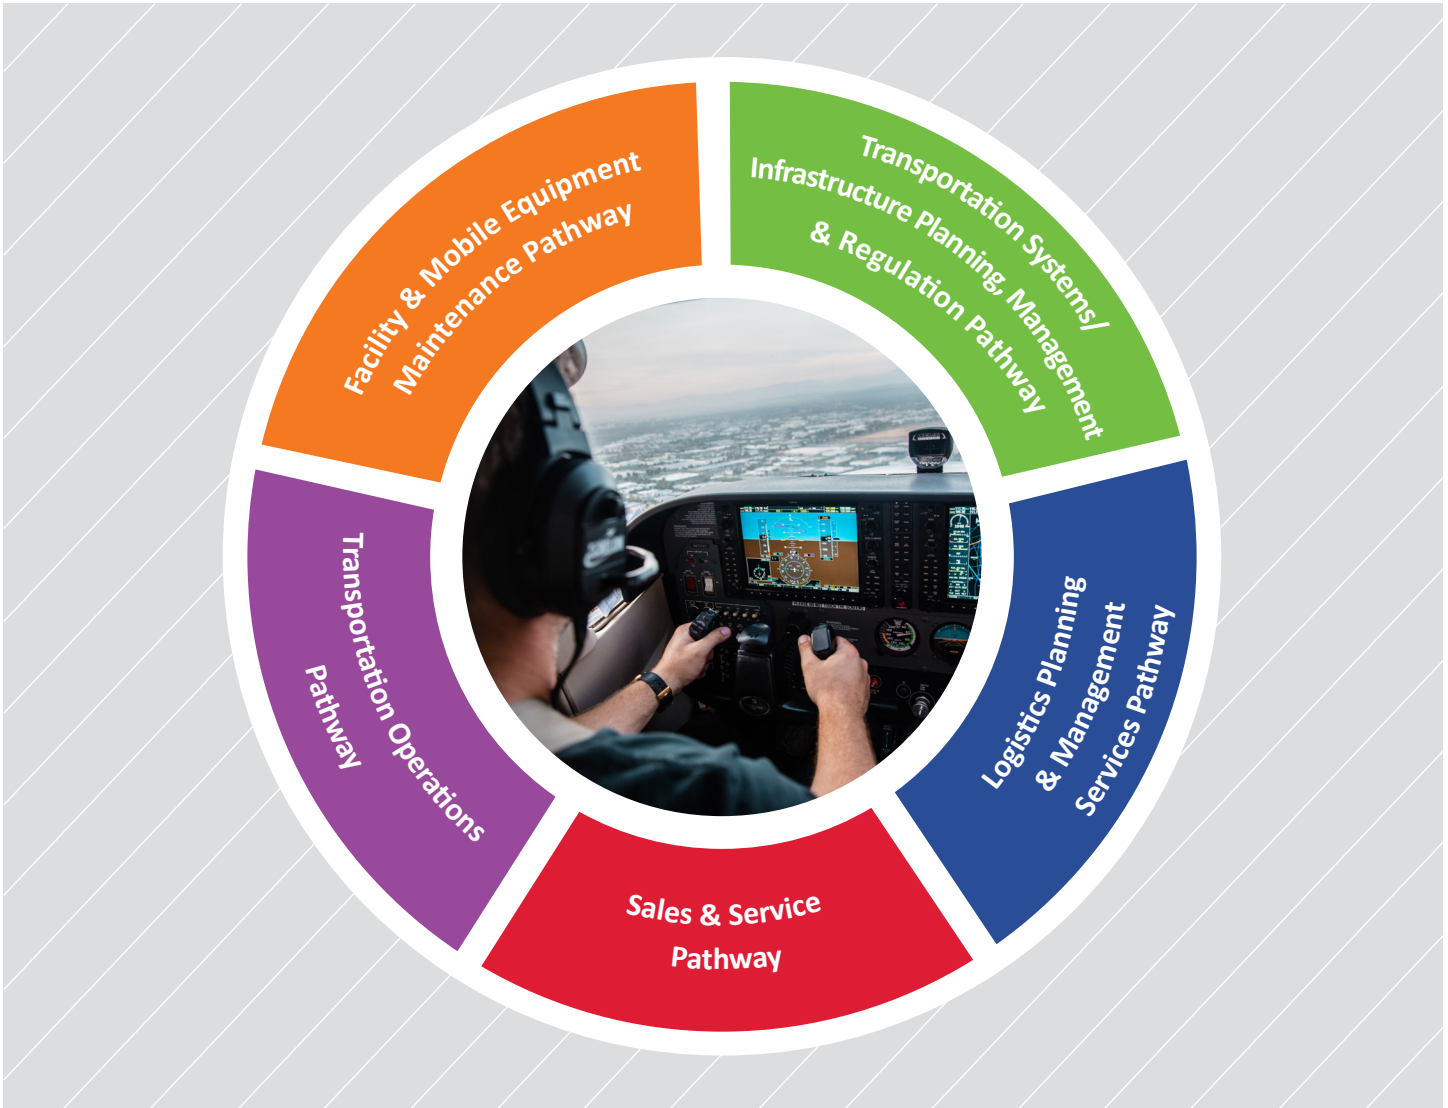 Facility & Mobile Equipment
Maintenance Pathway
Transportation Systems/
Infrastructure Planning, Management
& Regulation Pathway
Logistics Planning
& Management
Services Pathway
Sales & Service
Pathway
Transportation Operations
Pathway